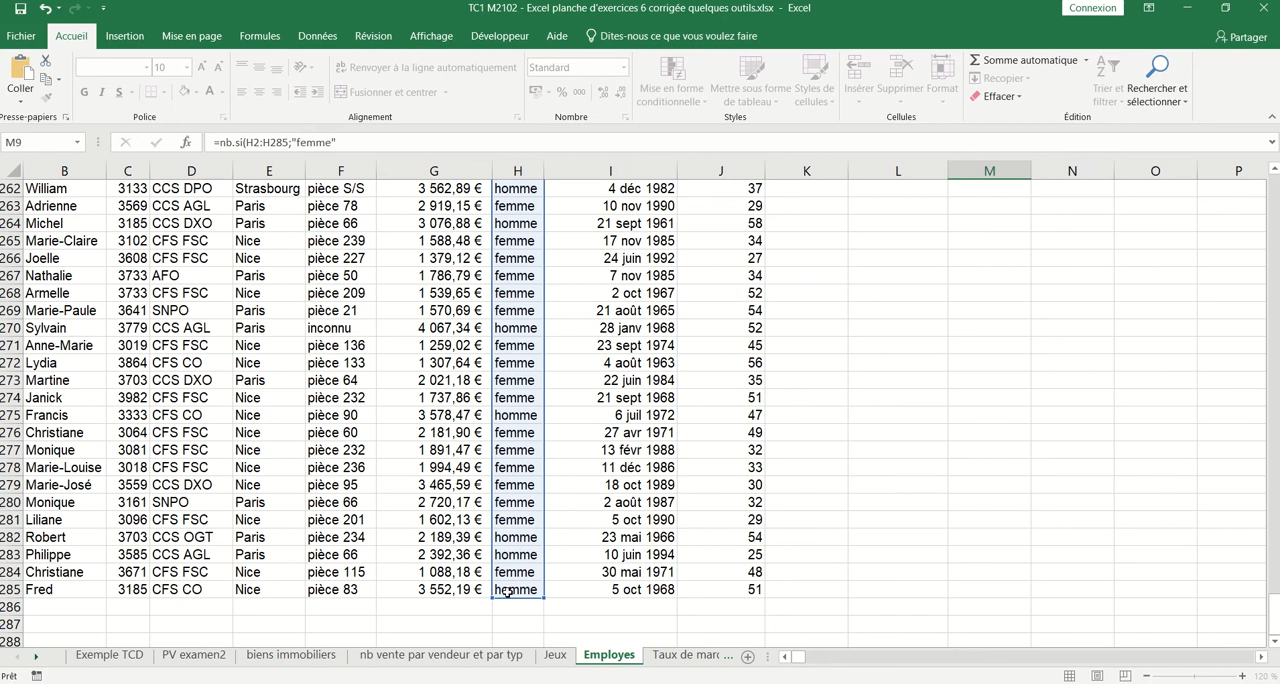 TC1 M2102 - Excel planche d'exercices 6 corrigée quelques outils.xlsx - Excel
Connexion
Fichier Accueil Insertion Mise en page Formules Données Révision Affichage Développeur Aide Dites-nous ce que vous voulez faire Partager
10 Renvoyer à la ligne automatiquement Standard Somme automatique
Recopier
Coller G I S Fusionner et centrer % 000 Mise en forme Mettre sous forme Styles de Insérer Supprimer Format Effacer Trier et Rechercher et
conditionnelle de tableau cellules filtrer sélectionner
Presse-papiers Police Alignement Nombre Styles Cellules Édition
M9 fx =nb.si(H2:H285;"femme"
B C D E F G H I J K L M N O P
262 William 3133 CCS DPO Strasbourg pièce S/S 3 562,89 € homme 4 déc 1982 37
263 Adrienne 3569 CCS AGL Paris pièce 78 2 919,15 € femme 10 nov 1990 29
264 Michel 3185 CCS DXO Paris pièce 66 3 076,88 € homme 21 sept 1961 58
265 Marie-Claire 3102 CFS FSC Nice pièce 239 1 588,48 € femme 17 nov 1985 34
266 Joelle 3608 CFS FSC Nice pièce 227 1 379,12 € femme 24 juin 1992 27
267 Nathalie 3733 AFO Paris pièce 50 1 786,79 € femme 7 nov 1985 34
268 Armelle 3733 CFS FSC Nice pièce 209 1 539,65 € femme 2 oct 1967 52
269 Marie-Paule 3641 SNPO Paris pièce 21 1 570,69 € femme 21 août 1965 54
270 Sylvain 3779 CCS AGL Paris inconnu 4 067,34 € homme 28 janv 1968 52
271 Anne-Marie 3019 CFS FSC Nice pièce 136 1 259,02 € femme 23 sept 1974 45
272 Lydia 3864 CFS CO Nice pièce 133 1 307,64 € femme 4 août 1963 56
273 Martine 3703 CCS DXO Paris pièce 64 2 021,18 € femme 22 juin 1984 35
274 Janick 3982 CFS FSC Nice pièce 232 1 737,86 € femme 21 sept 1968 51
275 Francis 3333 CFS CO Nice pièce 90 3 578,47 € homme 6 juil 1972 47
276 Christiane 3064 CFS FSC Nice pièce 60 2 181,90 € femme 27 avr 1971 49
277 Monique 3081 CFS FSC Nice pièce 232 1 891,47 € femme 13 févr 1988 32
278 Marie-Louise 3018 CFS FSC Nice pièce 236 1 994,49 € femme 11 déc 1986 33
279 Marie-José 3559 CCS DXO Nice pièce 95 3 465,59 € femme 18 oct 1989 30
280 Monique 3161 SNPO Paris pièce 66 2 720,17 € femme 2 août 1987 32
281 Liliane 3096 CFS FSC Nice pièce 201 1 602,13 € femme 5 oct 1990 29
282 Robert 3703 CCS OGT Paris pièce 234 2 189,39 € homme 23 mai 1966 54
283 Philippe 3585 CCS AGL Paris pièce 66 2 392,36 € homme 10 juin 1994 25
284 Christiane 3671 CFS FSC Nice pièce 115 1 088,18 € femme 30 mai 1971 48
285 Fred 3185 CFS CO Nice pièce 83 3 552,19 € homme 5 oct 1968 51
286
287
288
Exemple TCD PV examen2 biens immobiliers nb vente par vendeur et par typ Jeux Employes Taux de marc ...
Prêt 120 %